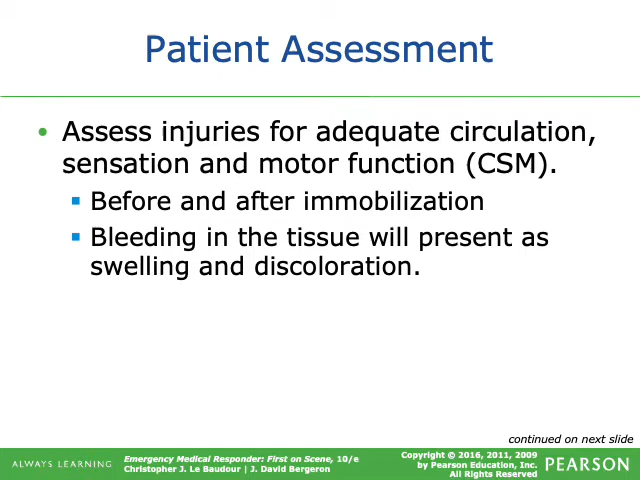 Patient Assessment
• Assess injuries for adequate circulation,
sensation and motor function (CSM).
▪ Before and after immobilization
▪ Bleeding in the tissue will present as
swelling and discoloration.
continued on next slide
ALWAYS LEARNING
Emergency Medical Responder: First on Scene, 10/e
Christopher J. Le Baudour | J. David Bergeron
Copyright © 2016, 2011, 2009
by Pearson Education, Inc.
All Rights Reserved
PEARSON